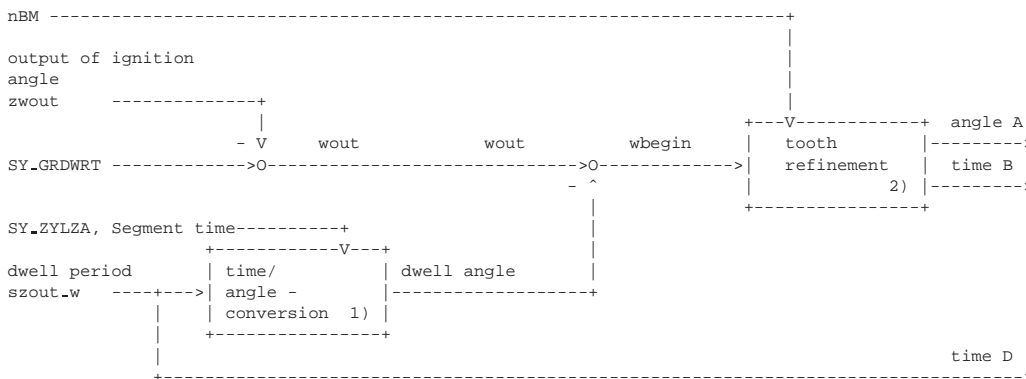 nBM
output of ignition
angle
zwout
angle A
- V wout wout wbegin tooth
SY_GRDWRT >O >O > refinement time B
- ^ 2)
SY_ZYLZA, Segment time
V
dwell period time/ dwell angle
szout_w > angle -
conversion 1)
time D